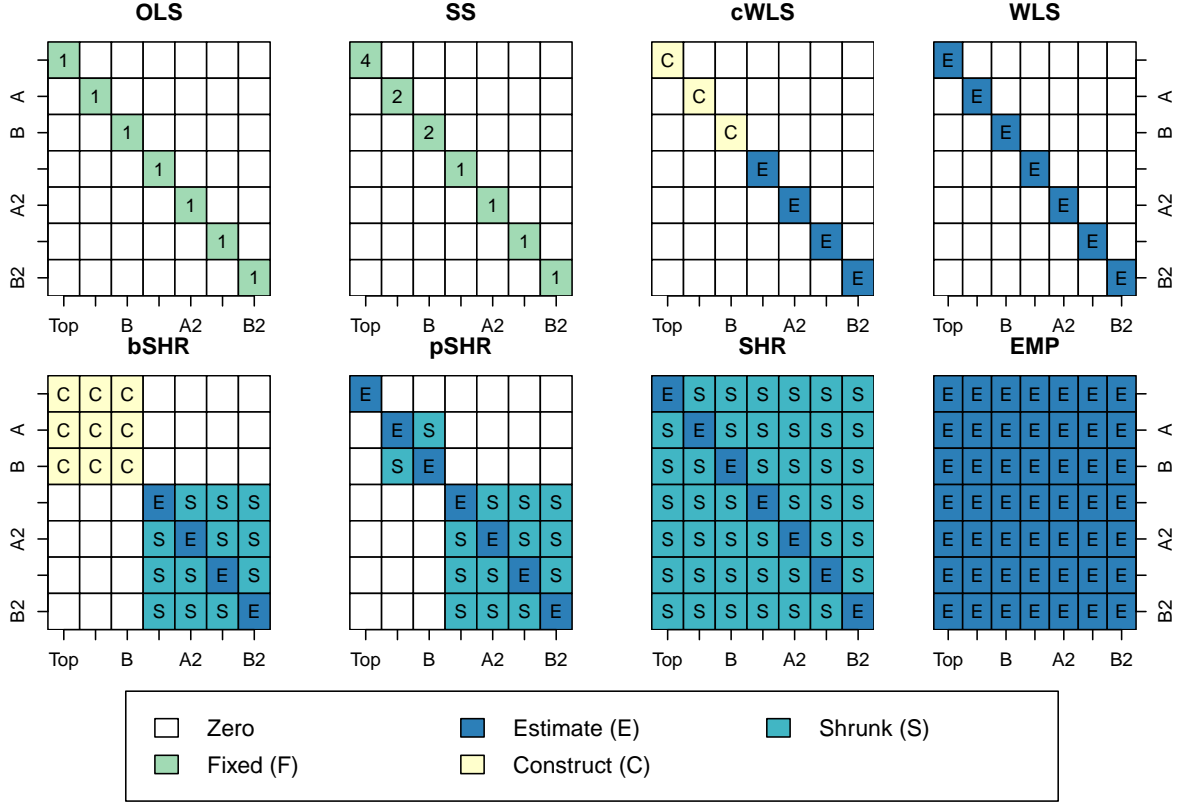 OLS SS cWLS WLS
1 4 C E
A 1 2 C E A
B 1 2 C E B
1 1 E E
A2 1 1 E E A2
1 1 E E
B2 1 1 E E B2
Top B A2 B2 Top B A2 B2 Top B A2 B2 Top B A2 B2
bSHR pSHR SHR EMP
C C C E E S S S S S S E E E E E E E
A C C C E S S E S S S S S E E E E E E E A
B C C C S E S S E S S S S E E E E E E E B
E S S S E S S S S S S E S S S E E E E E E E
A2 S E S S S E S S S S S S E S S E E E E E E E A2
S S E S S S E S S S S S S E S E E E E E E E
B2 S S S E S S S E S S S S S S E E E E E E E E B2
Top B A2 B2 Top B A2 B2 Top B A2 B2 Top B A2 B2
Zero Estimate (E) Shrunk (S)
Fixed (F) Construct (C)